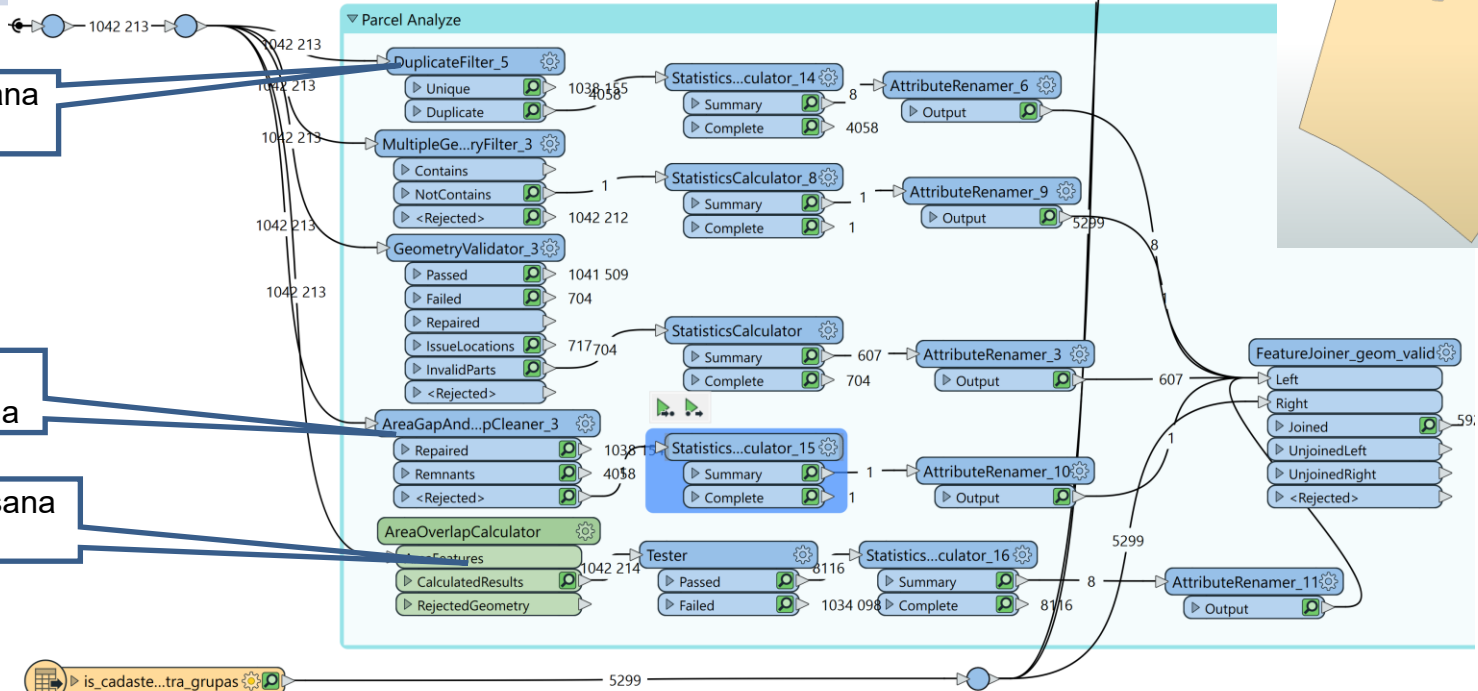 Parcel Analyze
1042 213
1042 213
1042 213
1042 213
1042 213
1042 213
ana
a
ana
DuplicateFilter_5
Unique
1038 155
Duplicate
4058
Statistics...culator_14
Summary
8
Complete
4058
AttributeRenamer_6
Output
8
MultipleGe...ryFilter_3
Contains
NotContains
1
<Rejected>
1042 212
StatisticsCalculator_8
Summary
1
Complete
1
AttributeRenamer_9
Output
5299
1
GeometryValidator_3
Passed
1041 509
Failed
704
Repaired
IssueLocations
717
InvalidParts
704
<Rejected>
StatisticsCalculator
Summary
607
Complete
704
AttributeRenamer_3
Output
607
FeatureJoiner_geom_valid
Left
Right
Joined
UnjoinedLeft
UnjoinedRight
<Rejected>
AreaGapAnd...pCleaner_3
Repaired
Remnants
4058
<Rejected>
Statistics...culator_15
Summary
1
Complete
1
AttributeRenamer_10
Output
1
AreaOverlapCalculator
CalculatedResults
1042 214
RejectedGeometry
Tester
Passed
8116
Failed
1034 098
Statistics...culator_16
Summary
8
Complete
8116
AttributeRenamer_11
Output
5299
is_cadaste...tra_grupas
5299